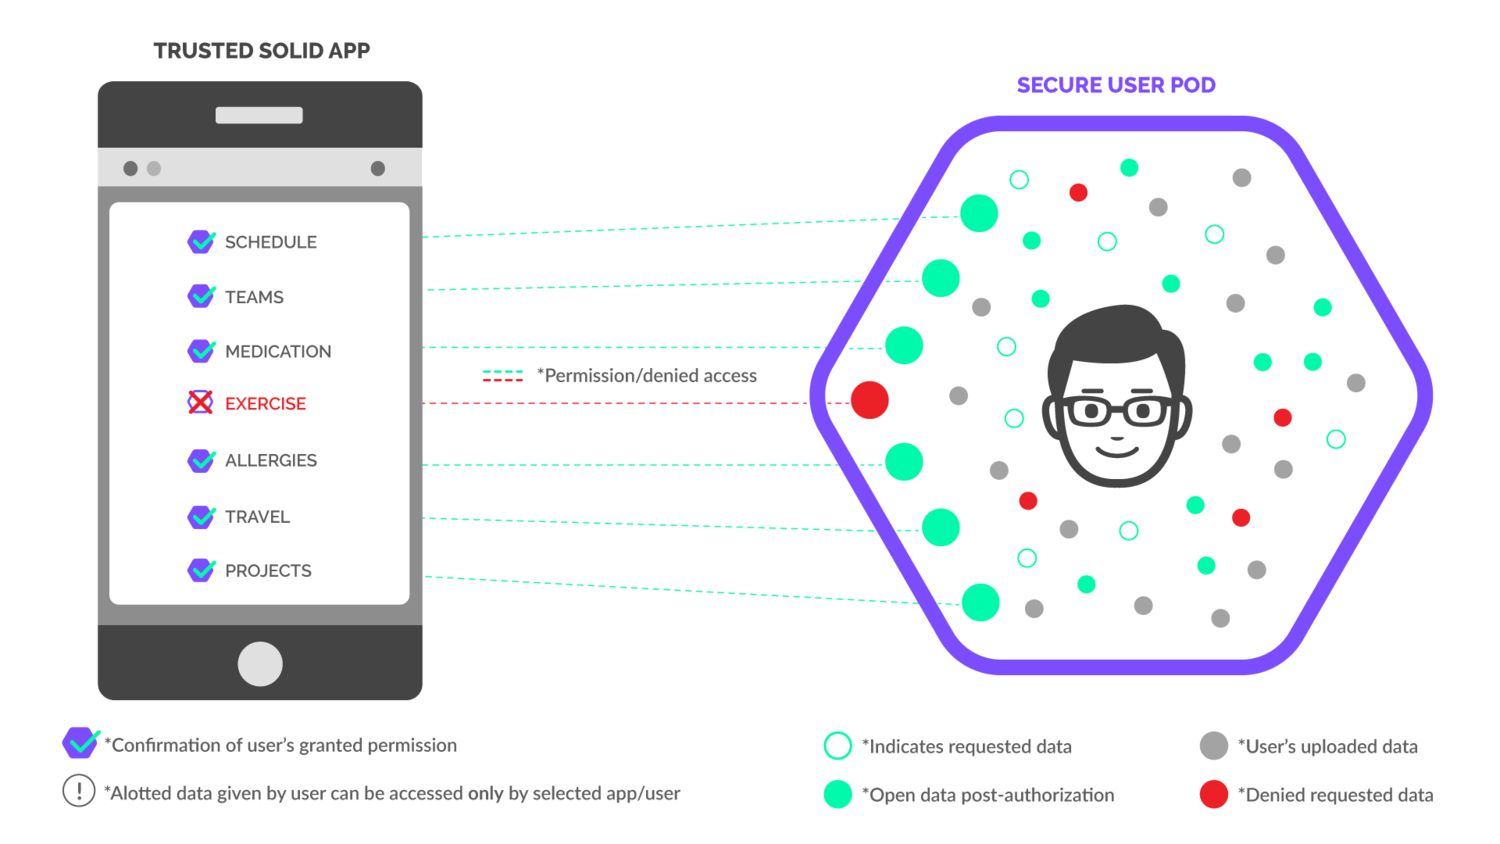 TRUSTED SOLID APP
SECURE USER POD
SCHEDULE
TEAMS
MEDICATION
*Permission/denied access
EXERCISE
ALLERGIES
TRAVEL
PROJECTS
*Confirmation of user's granted permission
*Alotted data given by user can be accessed only by selected app/user
*Indicates requested data
*User's uploaded data
*Open data post-authorization
*Denied requested data